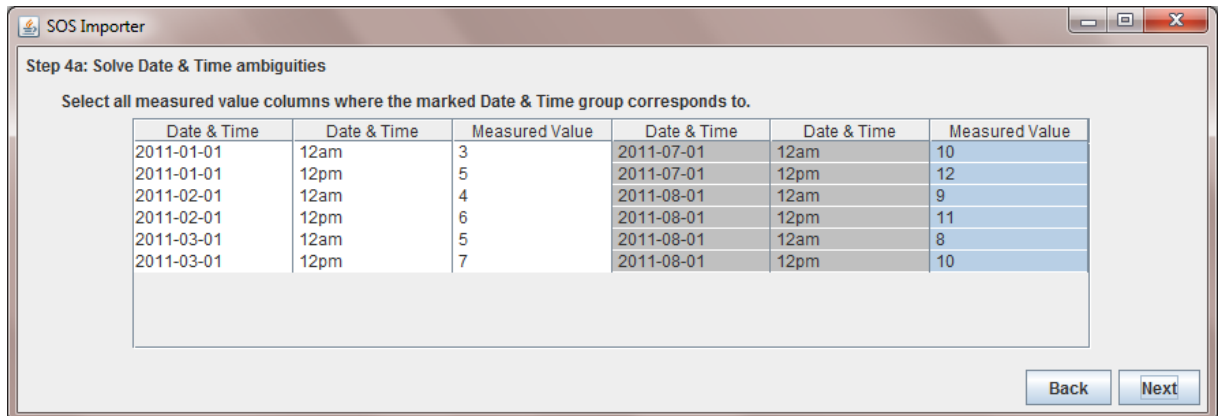 SOS Importer
Step 4a: Solve Date & Time ambiguities
Select all measured value columns where the marked Date & Time group corresponds to.
Date & Time Date & Time Measured Value Date & Time Date & Time Measured Value
2011-01-01 12am 3 2011-07-01 12am 10
2011-01-01 12pm 5 2011-07-01 12pm 12
2011-02-01 12am 4 2011-08-01 12am 9
2011-02-01 12pm 6 2011-08-01 12pm 11
2011-03-01 12am 5 2011-08-01 12am 8
2011-03-01 12pm 7 2011-08-01 12pm 10
Back Next